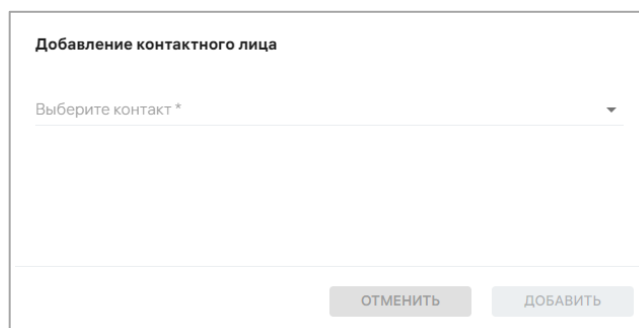 Добавление контактного лица
Выберите контакт *
ОТМЕНИТЬ ДОБАВИТЬ